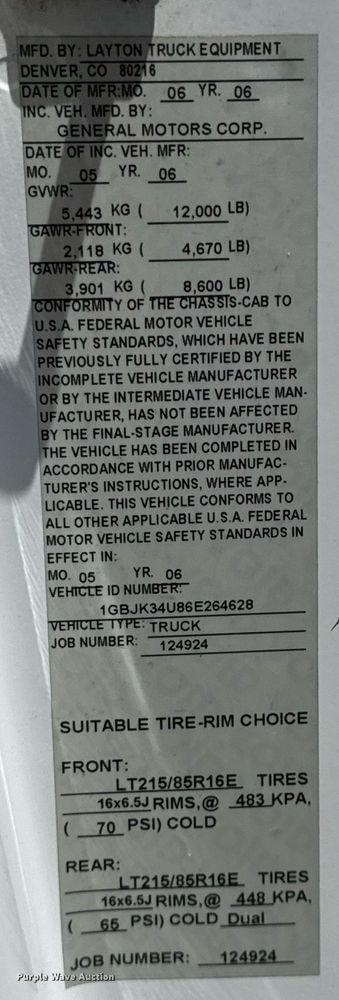 MFD. BY: LAYTON TRUCK EQUIPMENT
DENVER, CO 80216
DATE OF MFR:MO. 06 YR. 06
INC. VEH. MFD. BY:
GENERAL MOTORS CORP.
DATE OF INC. VEH. MFR:
MO. 05 YR. 06
GVWR:
5,443 KG ( 12,000 LB)
GAWR-FRONT:
2,118 KG ( 4,670 LB)
GAWR-REAR:
3,901 KG ( 8,600 LB)
CONFORMITY OF THE CHASSIS-CAB TO
U.S.A. FEDERAL MOTOR VEHICLE
SAFETY STANDARDS, WHICH HAVE BEEN
PREVIOUSLY FULLY CERTIFIED BY THE
INCOMPLETE VEHICLE MANUFACTURER
OR BY THE INTERMEDIATE VEHICLE MAN-
UFACTURER, HAS NOT BEEN AFFECTED
BY THE FINAL-STAGE MANUFACTURER.
THE VEHICLE HAS BEEN COMPLETED IN
ACCORDANCE WITH PRIOR MANUFAC-
TURER'S INSTRUCTIONS, WHERE APP-
LICABLE. THIS VEHICLE CONFORMS TO
ALL OTHER APPLICABLE U.S.A. FEDERAL
MOTOR VEHICLE SAFETY STANDARDS IN
EFFECT IN:
MO. 05 YR. 06
VEHICLE ID NUMBER:
1GBJK34U86E264628
VEHICLE TYPE: TRUCK
JOB NUMBER: 124924
SUITABLE TIRE-RIM CHOICE
FRONT:
LT215/85R16E TIRES
16x6.5J RIMS,@ 483 KPA,
( 70 PSI) COLD
REAR:
LT215/85R16E TIRES
16x6.5J RIMS,@ 448 KPA,
( 65 PSI) COLD Dual
JOB NUMBER: 124924
Purple Wave Auction